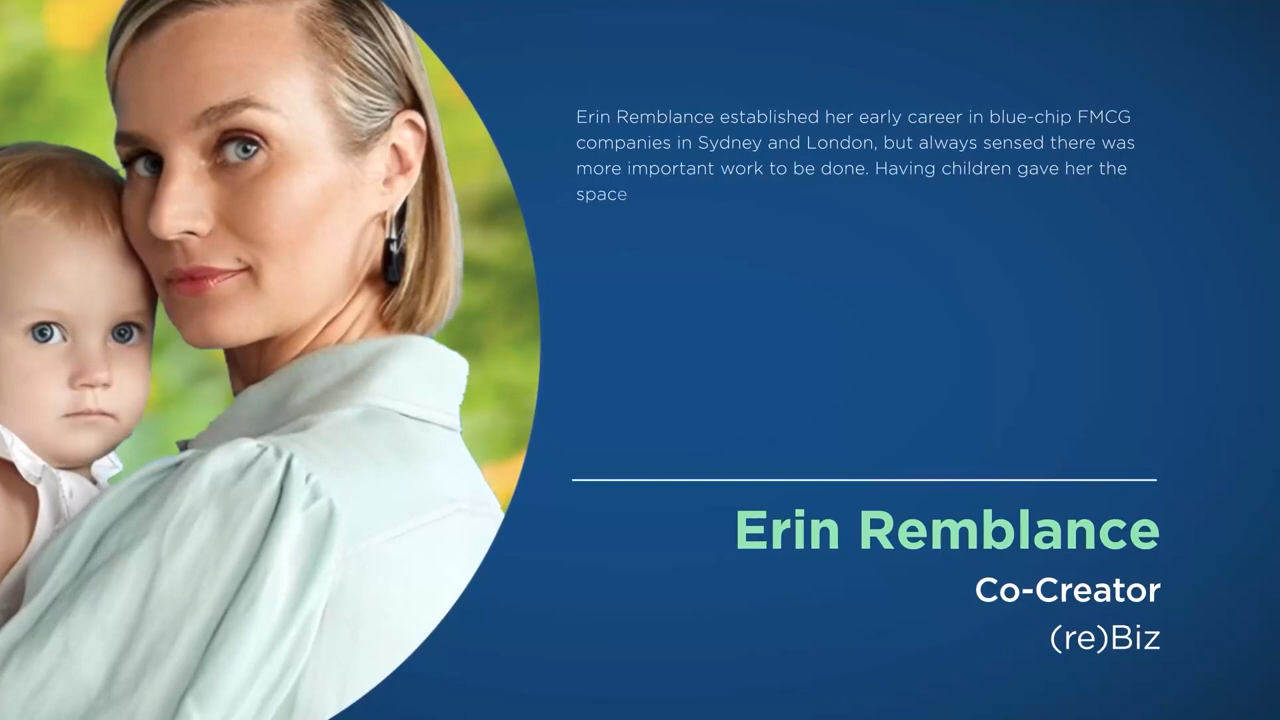 Erin Remblance established her early career in blue-chip FMCG
companies in Sydney and London, but always sensed there was
more important work to be done. Having children gave her the
space
Erin Remblance
Co-Creator
(re)Biz